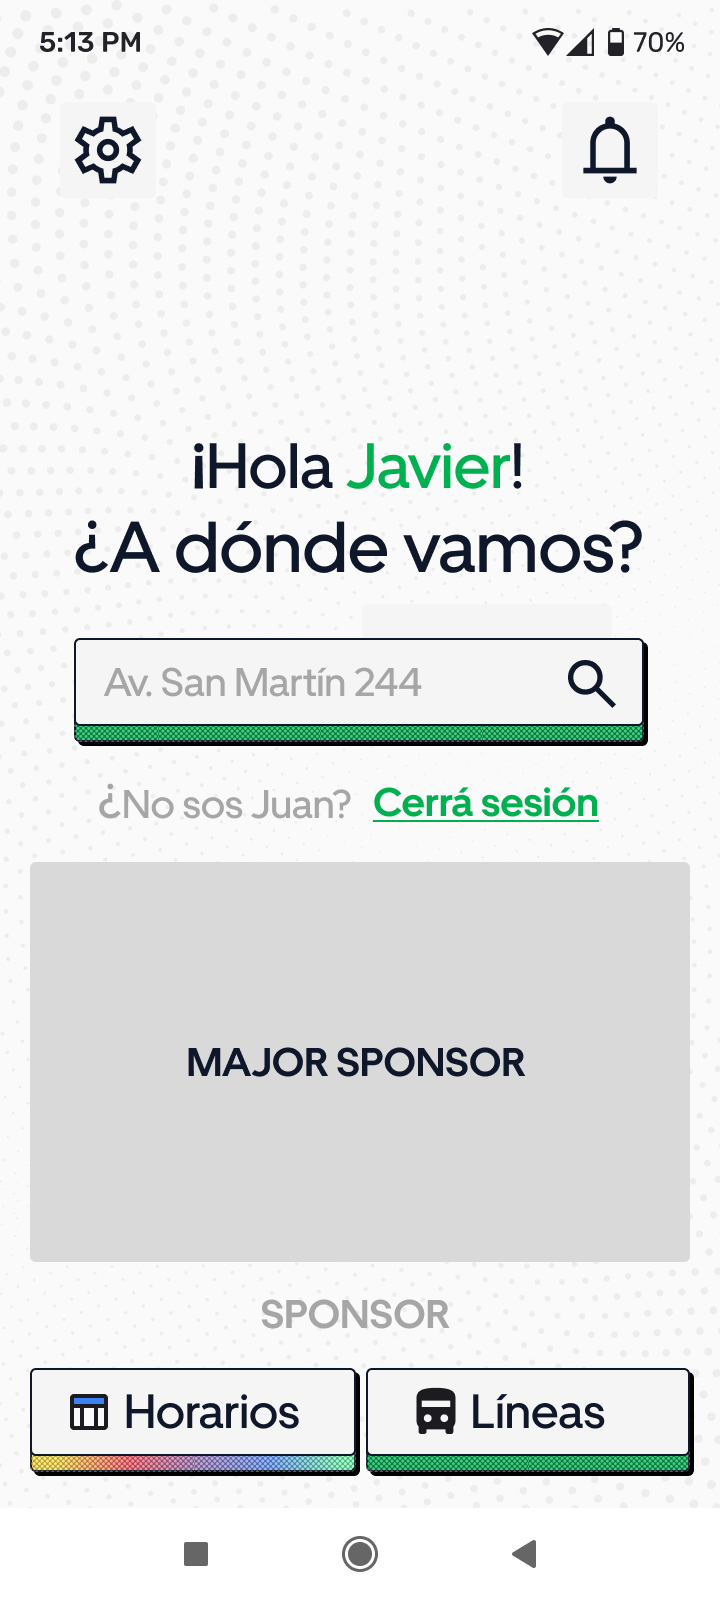 5:13 PM
70%
¡Hola Javier!
¿A dónde vamos?
Av. San Martín 244
¿No sos Juan? Cerrá sesión
MAJOR SPONSOR
SPONSOR
Horarios
Líneas